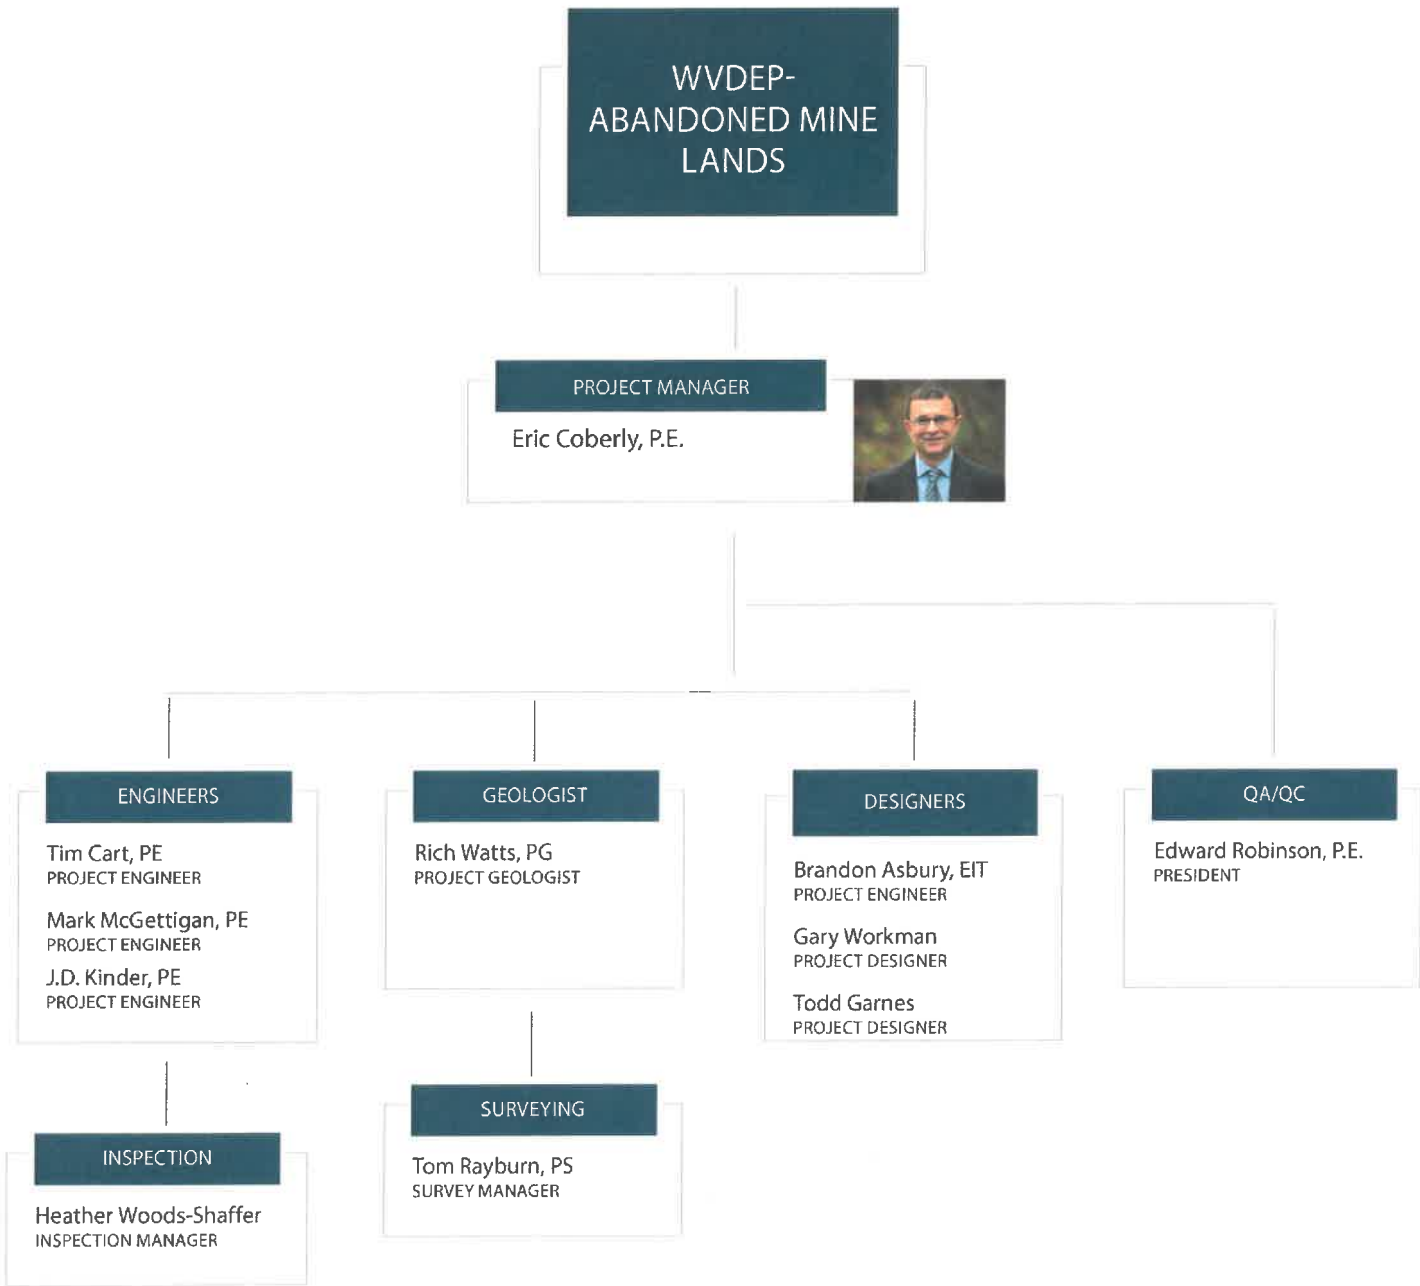 WVDEP-
ABANDONED MINE
LANDS
PROJECT MANAGER
Eric Coberly, P.E.
ENGINEERS
Tim Cart, PE
PROJECT ENGINEER
Mark McGettigan, PE
PROJECT ENGINEER
J.D. Kinder, PE
PROJECT ENGINEER
GEOLOGIST
Rich Watts, PG
PROJECT GEOLOGIST
DESIGNERS
Brandon Asbury, EIT
PROJECT ENGINEER
Gary Workman
PROJECT DESIGNER
Todd Garnes
PROJECT DESIGNER
QA/QC
Edward Robinson, P.E.
PRESIDENT
INSPECTION
Heather Woods-Shaffer
INSPECTION MANAGER
SURVEYING
Tom Rayburn, PS
SURVEY MANAGER